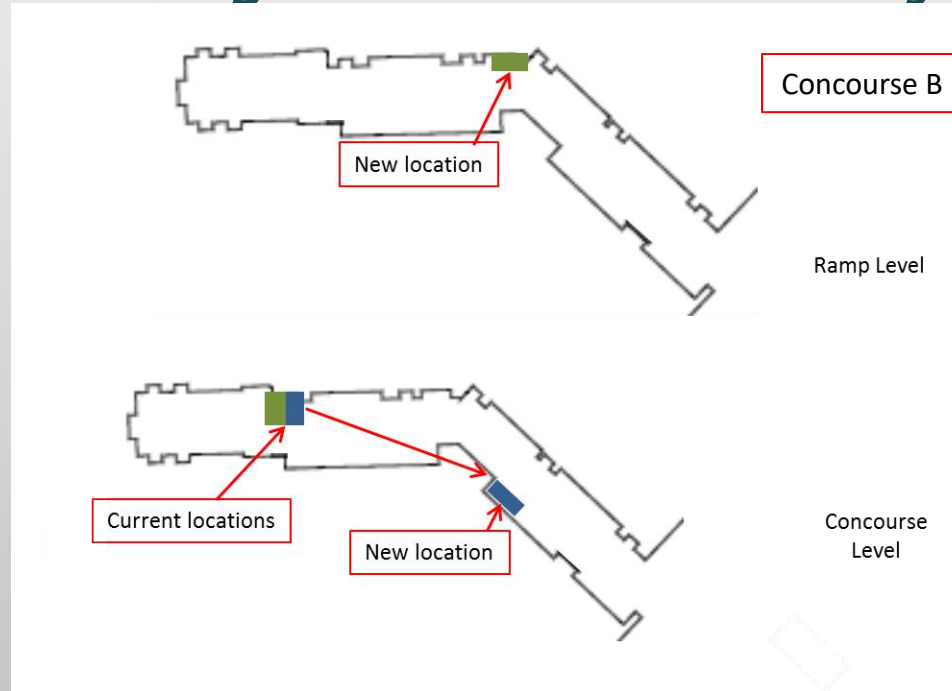 Concourse B
New location
Ramp Level
Current locations
New location
Concourse
Level